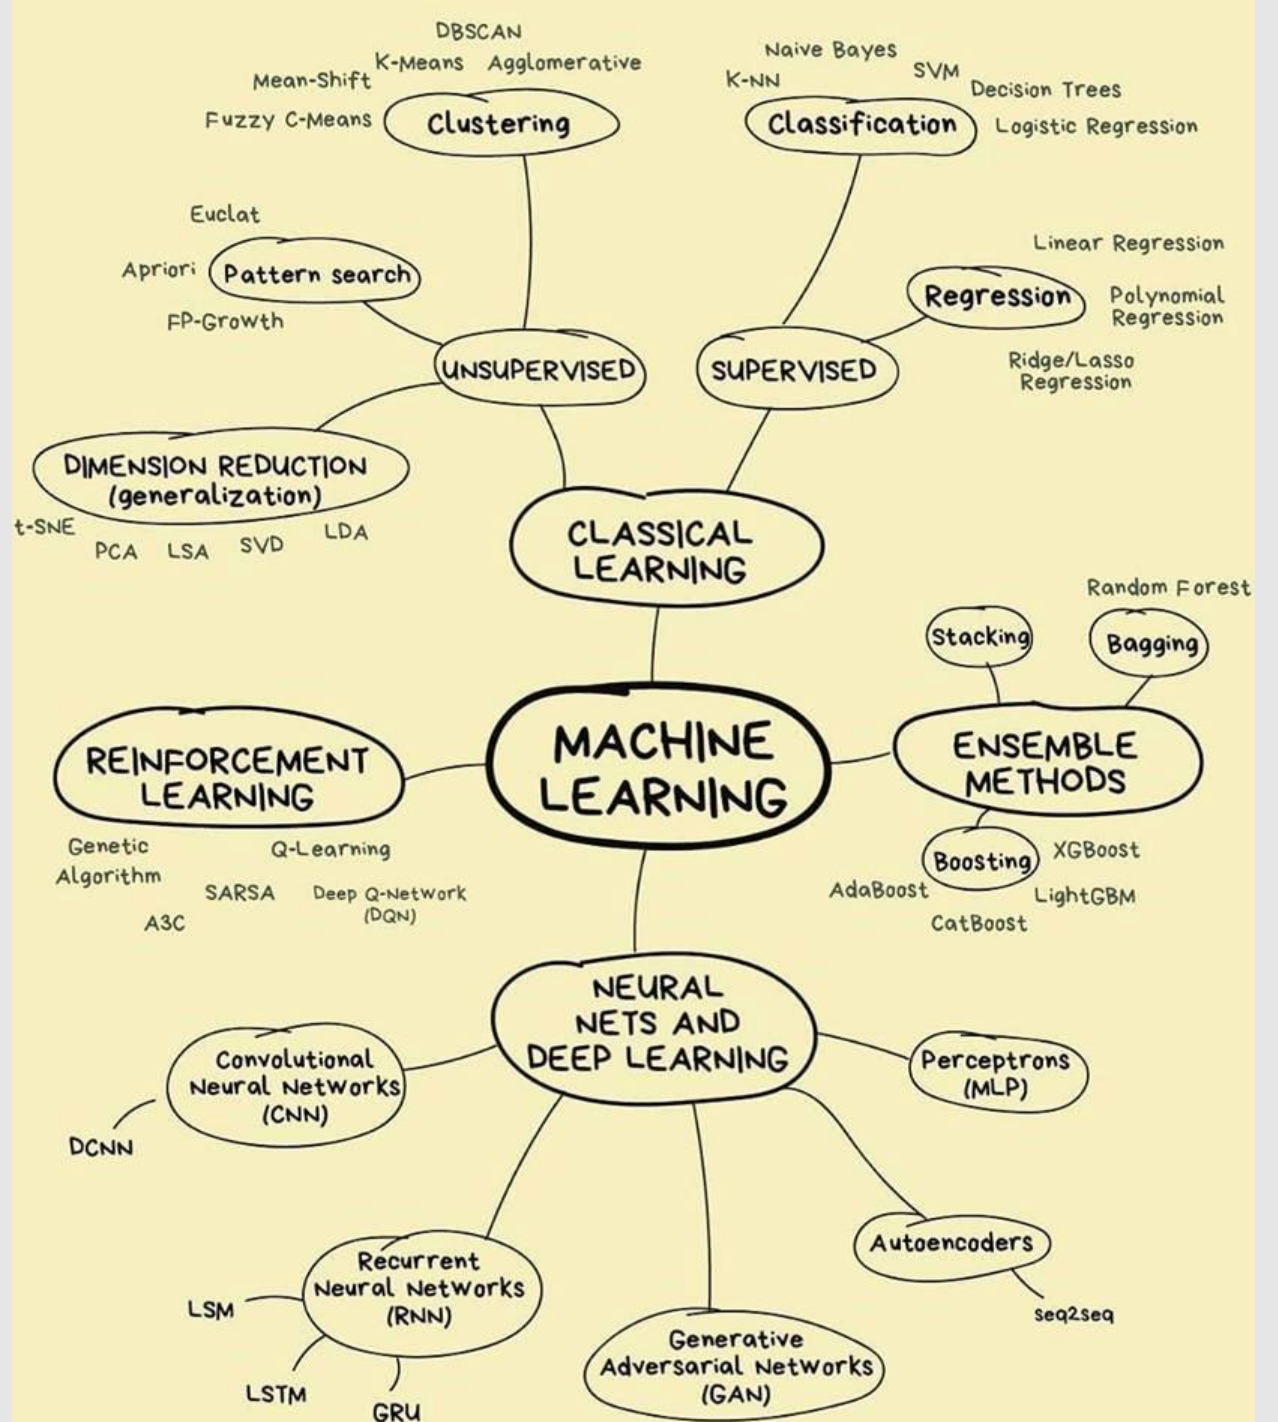 DBSCAN
K-Means
Agglomerative
Mean-Shift
Fuzzy C-Means
Clustering
Naive Bayes
K-NN
SVM
Decision Trees
Classification
Logistic Regression
Euclat
Apriori
Pattern search
FP-Growth
Linear Regression
Regression
Polynomial
Regression
Ridge/Lasso
Regression
UNSUPERVISED
SUPERVISED
DIMENSION REDUCTION
(generalization)
t-SNE
PCA
LSA
SVD
LDA
CLASSICAL
LEARNING
Random Forest
Stacking
Bagging
REINFORCEMENT
LEARNING
MACHINE
LEARNING
ENSEMBLE
METHODS
Genetic
Algorithm
Q-Learning
SARSA
Deep Q-Network
(DQN)
A3C
Boosting
XGBoost
AdaBoost
LightGBM
CatBoost
NEURAL
NETS AND
DEEP LEARNING
Convolutional
Neural Networks
(CNN)
DCNN
Perceptrons
(MLP)
Recurrent
Neural Networks
(RNN)
LSM
LSTM
GRU
Generative
Adversarial Networks
(GAN)
Autoencoders
seq2seq